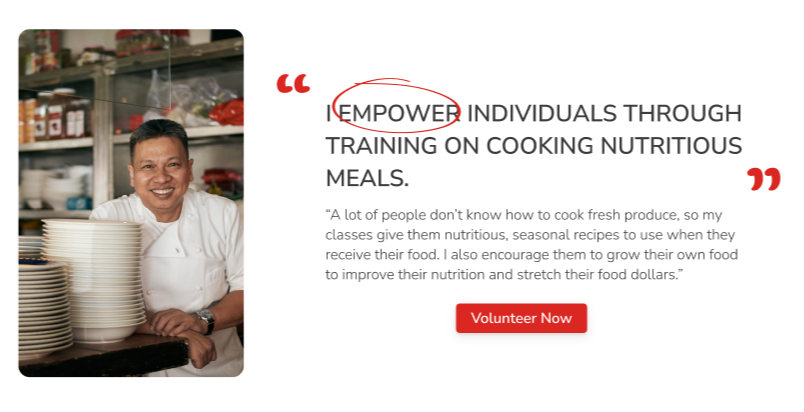 “
I EMPOWER INDIVIDUALS THROUGH
TRAINING ON COOKING NUTRITIOUS
MEALS.
”
“A lot of people don’t know how to cook fresh produce, so my
classes give them nutritious, seasonal recipes to use when they
receive their food. I also encourage them to grow their own food
to improve their nutrition and stretch their food dollars.”
Volunteer Now